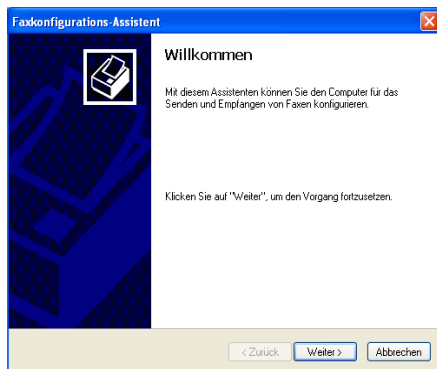 Faxkonfigurations-Assistent
Willkommen
Mit diesem Assistenten können Sie den Computer für das
Senden und Empfangen von Faxen konfigurieren.
Klicken Sie auf "Weiter", um den Vorgang fortzusetzen.
< Zurück Weiter > Abbrechen